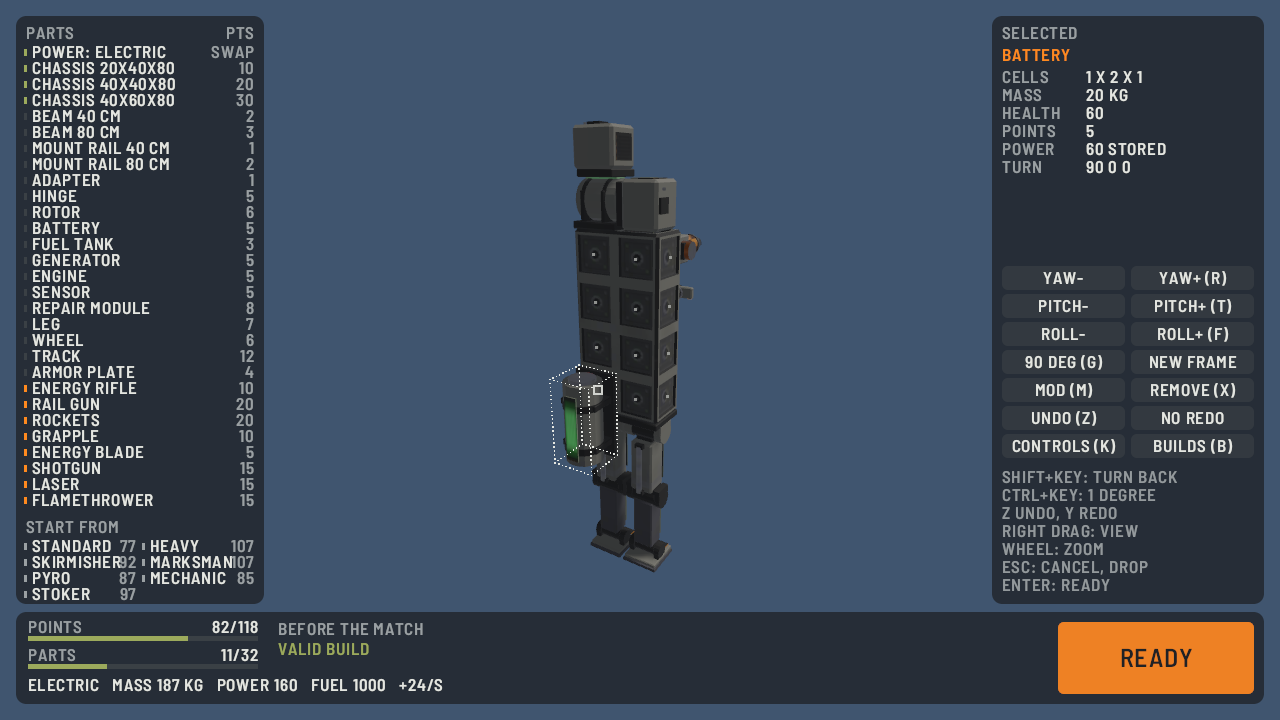 PARTS PTS
POWER: ELECTRIC SWAP
CHASSIS 20X40X80 10
CHASSIS 40X40X80 20
CHASSIS 40X60X80 30
BEAM 40 CM 2
BEAM 80 CM 3
MOUNT RAIL 40 CM 1
MOUNT RAIL 80 CM 2
ADAPTER 1
HINGE 5
ROTOR 6
BATTERY 5
FUEL TANK 3
GENERATOR 5
ENGINE 5
SENSOR 5
REPAIR MODULE 8
LEG 7
WHEEL 6
TRACK 12
ARMOR PLATE 4
ENERGY RIFLE 10
RAIL GUN 20
ROCKETS 20
GRAPPLE 10
ENERGY BLADE 5
SHOTGUN 15
LASER 15
FLAMETHROWER 15
START FROM
STANDARD 77 HEAVY 107
SKIRMISHER 92 MARKSMAN 107
PYRO 87 MECHANIC 85
STOKER 97
SELECTED
BATTERY
CELLS 1 X 2 X 1
MASS 20 KG
HEALTH 60
POINTS 5
POWER 60 STORED
TURN 90 0 0
YAW- YAW+ (R)
PITCH- PITCH+ (T)
ROLL- ROLL+ (F)
90 DEG (G) NEW FRAME
MOD (M) REMOVE (X)
UNDO (Z) NO REDO
CONTROLS (K) BUILDS (B)
SHIFT+KEY: TURN BACK
CTRL+KEY: 1 DEGREE
Z UNDO, Y REDO
RIGHT DRAG: VIEW
WHEEL: ZOOM
ESC: CANCEL, DROP
ENTER: READY
POINTS 82/118
PARTS 11/32
ELECTRIC MASS 187 KG POWER 160 FUEL 1000 +24/S
BEFORE THE MATCH
VALID BUILD
READY